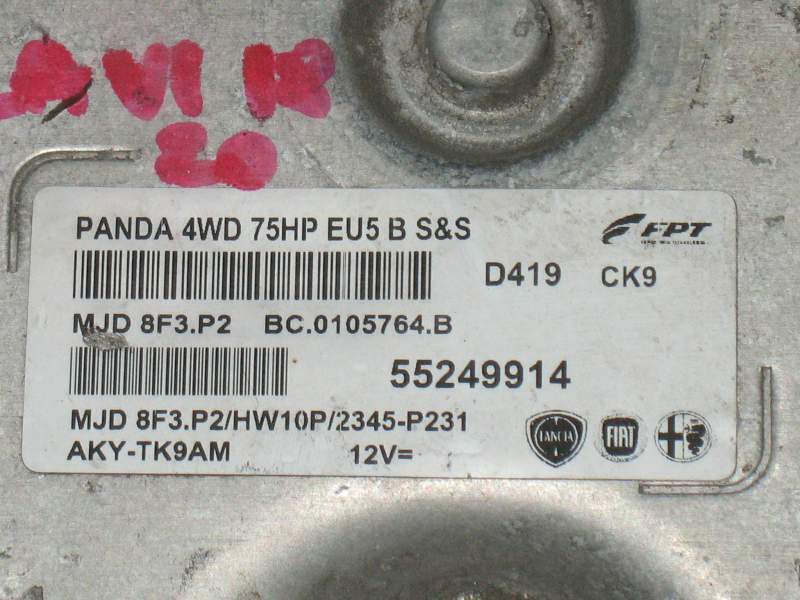 20
PANDA 4WD 75HP EU5 B S&S
FPT
D419 CK9
MJD 8F3.P2 BC.0105764.B
55249914
MJD 8F3.P2/HW10P/2345-P231
AKY-TK9AM 12V=
LANCIA FIAT